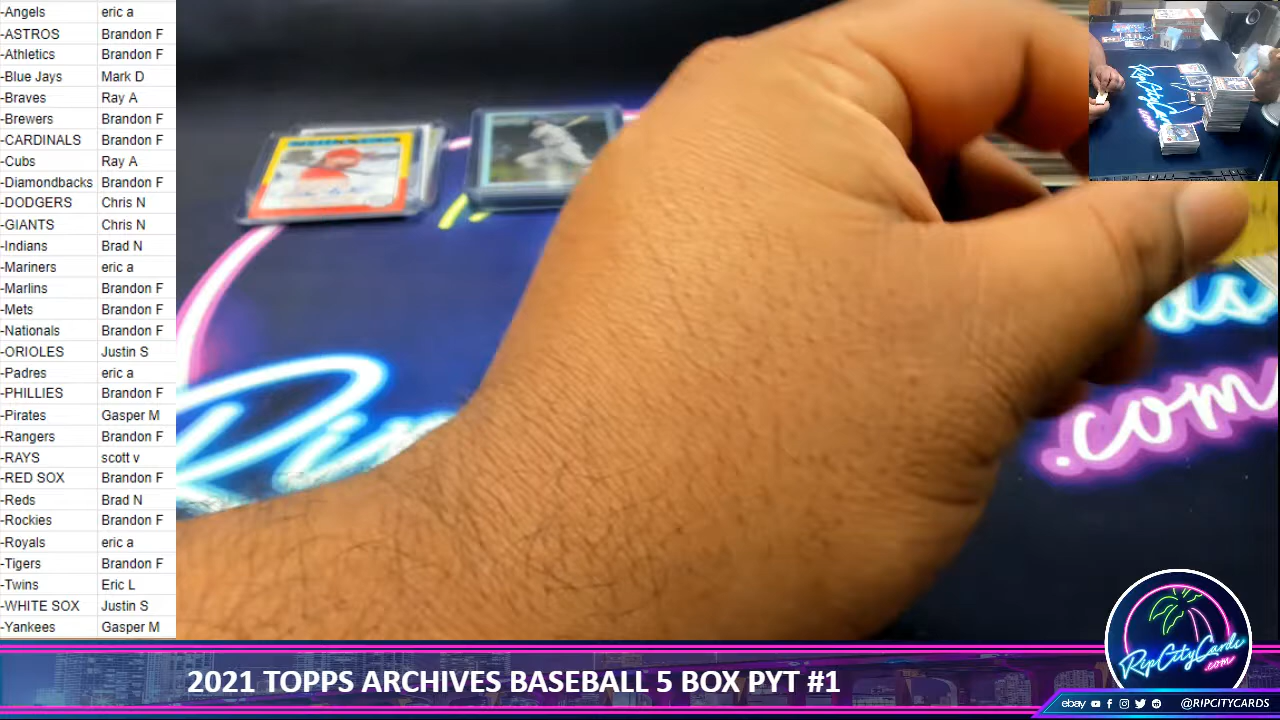 -Angels eric a
-ASTROS Brandon F
-Athletics Brandon F
-Blue Jays Mark D
-Braves Ray A
-Brewers Brandon F
-CARDINALS Brandon F
-Cubs Ray A
-Diamondbacks Brandon F
-DODGERS Chris N
-GIANTS Chris N
-Indians Brad N
-Mariners eric a
-Marlins Brandon F
-Mets Brandon F
-Nationals Brandon F
-ORIOLES Justin S
-Padres eric a
-PHILLIES Brandon F
-Pirates Gasper M
-Rangers Brandon F
-RAYS scott v
-RED SOX Brandon F
-Reds Brad N
-Rockies Brandon F
-Royals eric a
-Tigers Brandon F
-Twins Eric L
-WHITE SOX Justin S
-Yankees Gasper M
.com
RipCityCards
.com
2021 TOPPS ARCHIVES BASEBALL 5 BOX PYT #1
ebay @RIPCITYCARDS